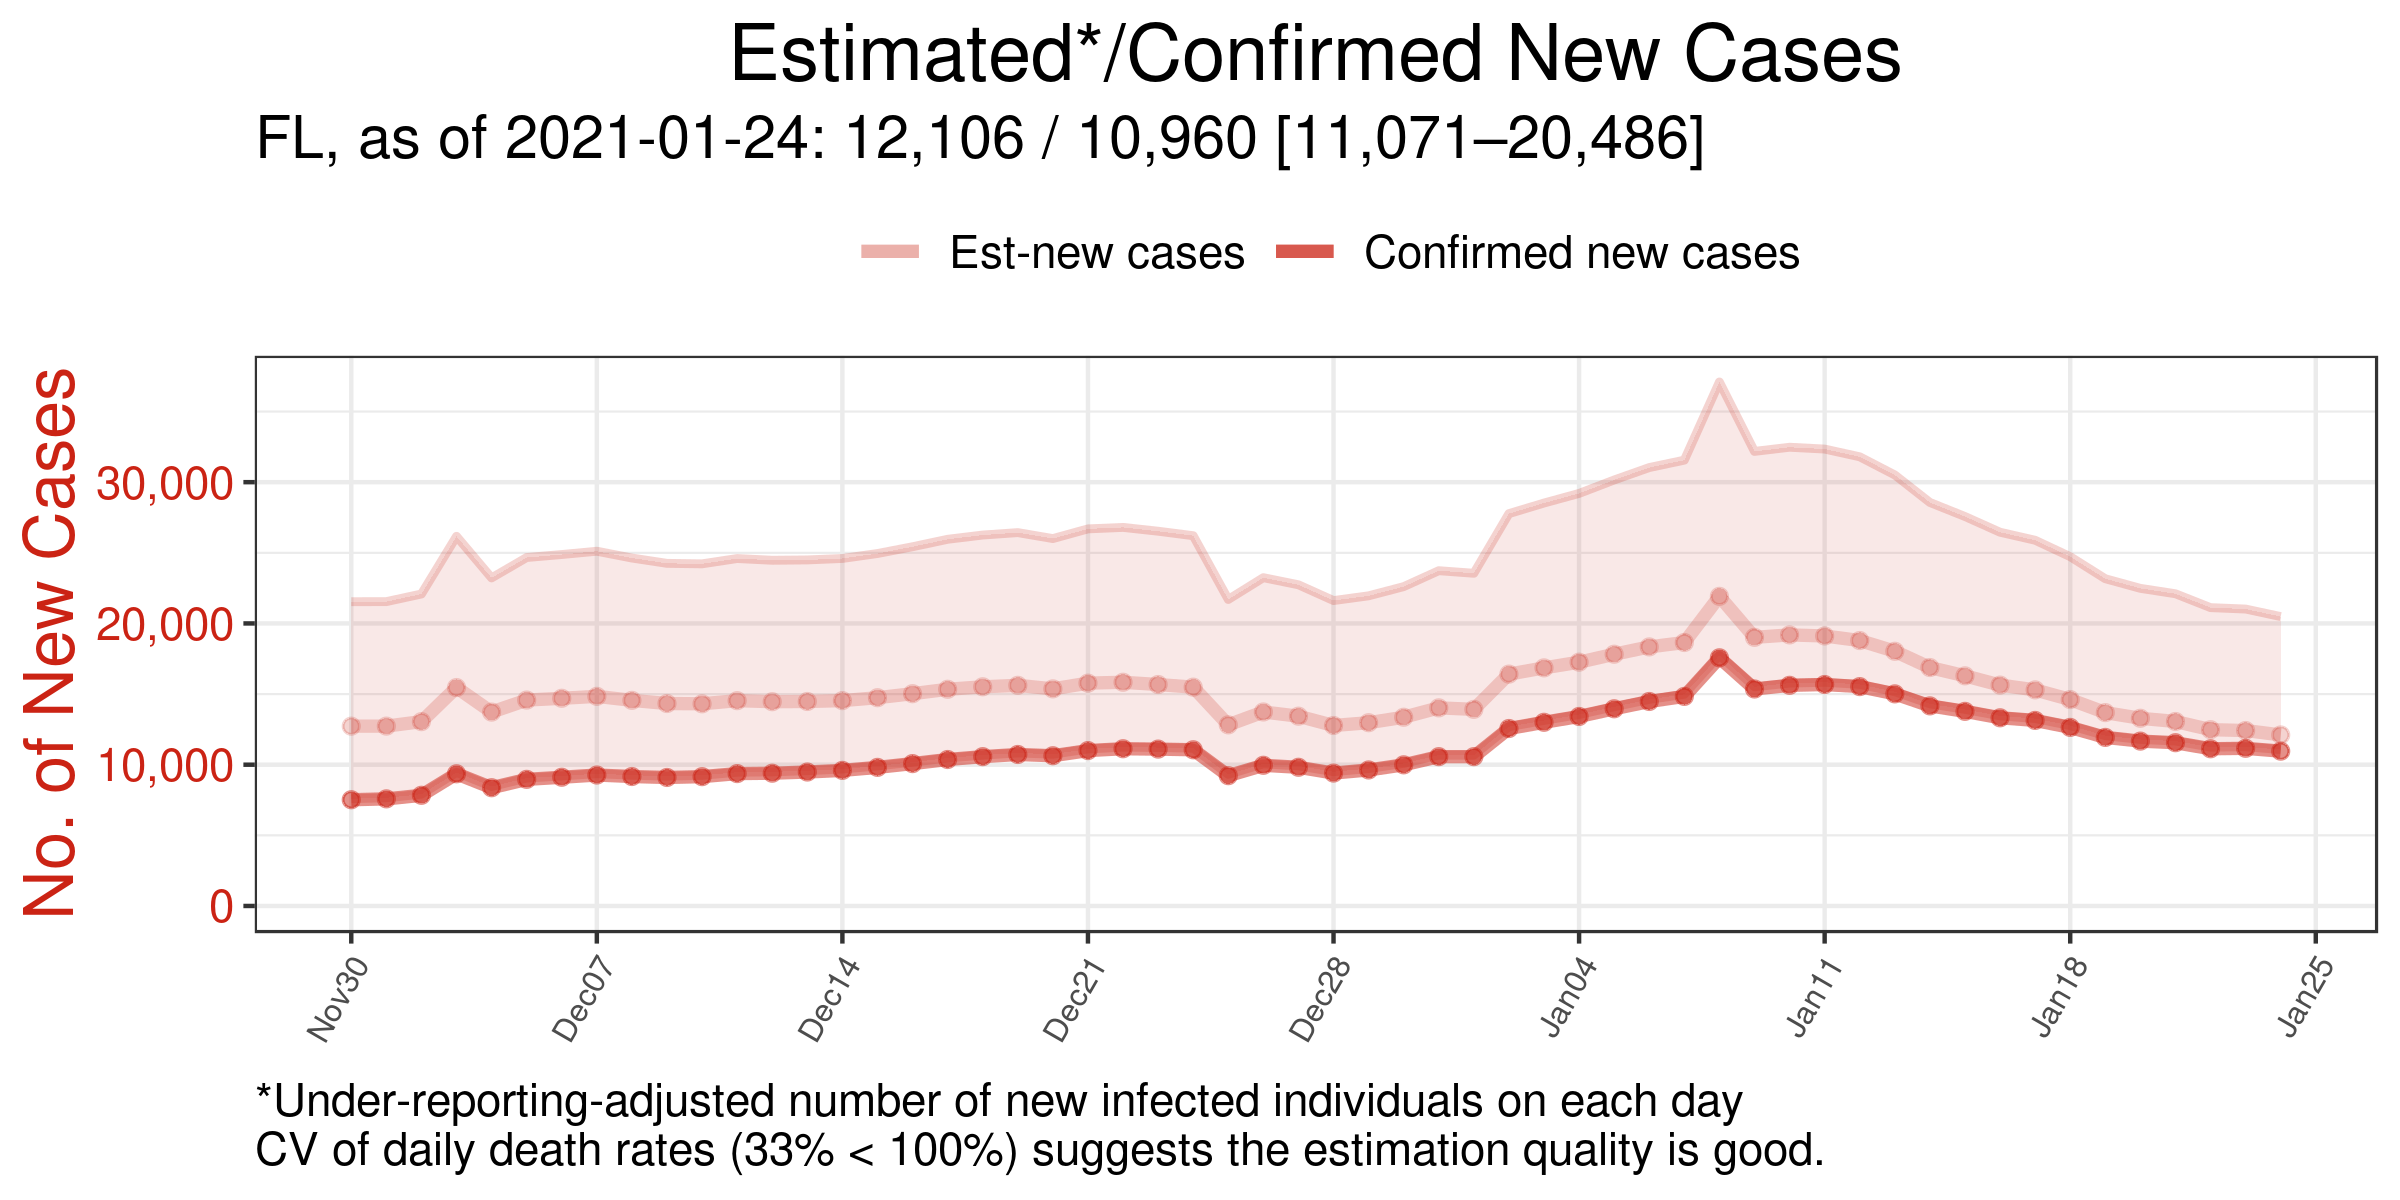 Estimated*/Confirmed New Cases
FL, as of 2021-01-24: 12,106 / 10,960 [11,071–20,486]
Est-new cases
Confirmed new cases
No. of New Cases
30,000
20,000
10,000
0
Nov30
Dec07
Dec14
Dec21
Dec28
Jan04
Jan11
Jan18
Jan25
*Under-reporting-adjusted number of new infected individuals on each day
CV of daily death rates (33% < 100%) suggests the estimation quality is good.